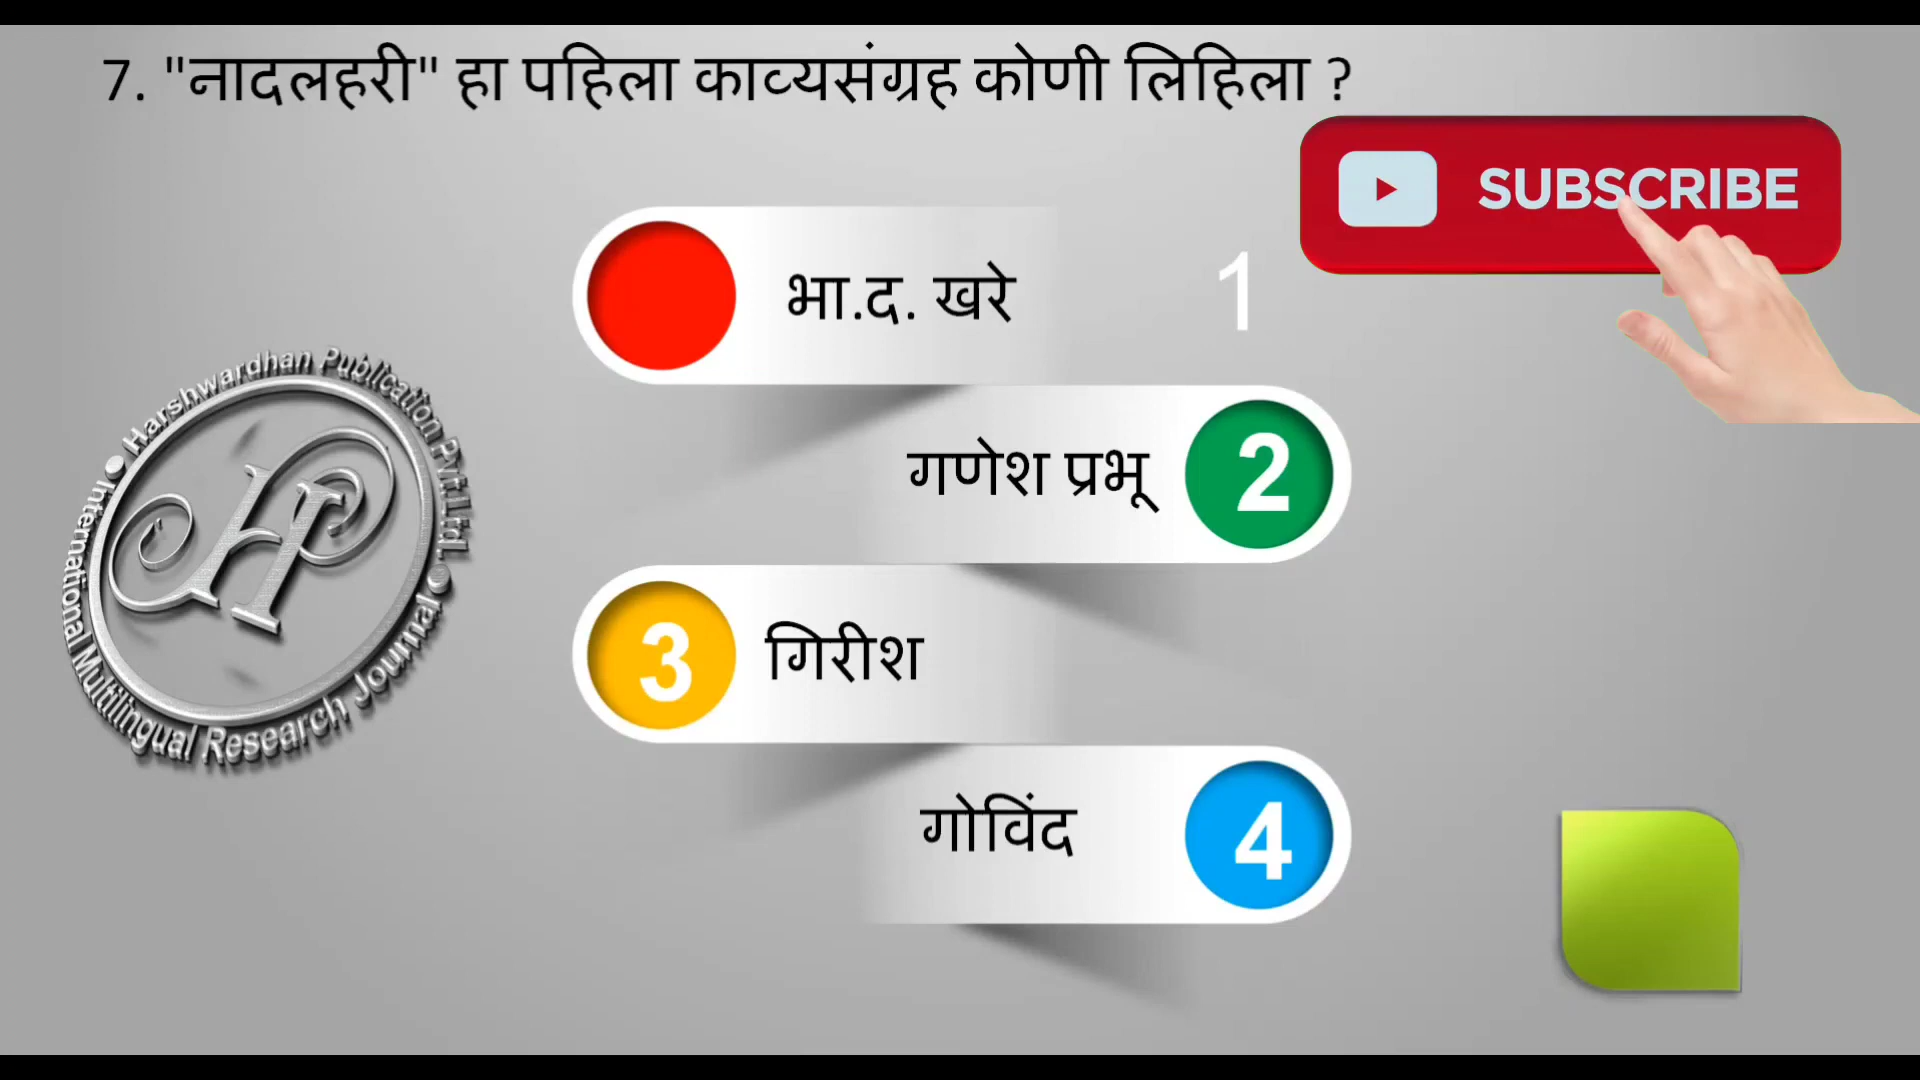 7. "नादलहरी" हा पहिला काव्यसंग्रह कोणी लिहिला ?
SUBSCRIBE
भा.द. खरे
1
गणेश प्रभू
2
3
गिरीश
गोविंद
4
Harshwardhan Publication Pvt.Ltd.
International Multilingual Research Journal
H